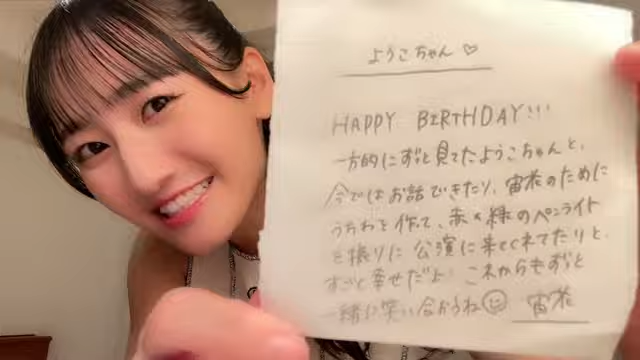 ようこちゃん♡
HAPPY BIRTHDAY!!!
一方的にずっと見てたようこちゃんと、
今ではお話できたり、宙花のために
うちわを作って、赤×緑のペンライト
を振りに公演に来てくれてたりと、
すごく幸せだよ! これからもずっと
一緒に笑い合おうね☺ 宙花